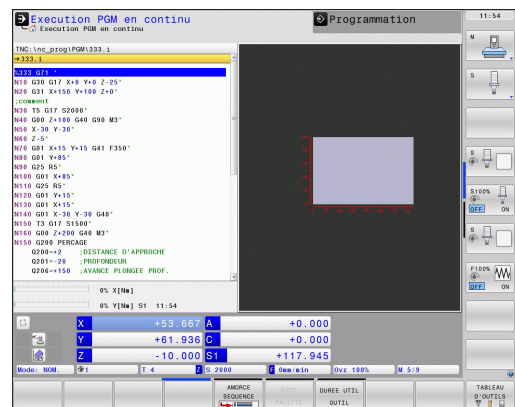 Execution PGM en continu
Execution PGM en continu
Programmation
11:54
TNC:\nc_prog\PGM\333.i
→333.i
%333 G71 *
N10 G30 G17 X+0 Y+0 Z-25*
N20 G31 X+150 Y+100 Z+0*
;comment
N30 T5 G17 S2000*
N40 G00 Z+100 G40 G90 M3*
N50 X-30 Y-30*
N60 Z-5*
N70 G01 X+15 Y+15 G41 F350*
N80 G01 Y+85*
N90 G25 R5*
N100 G01 X+85*
N110 G25 R5*
N120 G01 Y+15*
N130 G01 X+15*
N140 G01 X-30 Y-30 G40*
N150 T3 G17 S1500*
N160 G00 Z+200 G40 M3*
N150 G200 PERCAGE
Q200=+2 ;DISTANCE D'APPROCHE
Q201=-20 ;PROFONDEUR
Q206=+150 ;AVANCE PLONGEE PROF.
0% X[Nm]
0% Y[Nm] S1 11:54
X +53.667 A +0.000
Y +61.936 C +0.000
Z -10.000 S1 +117.945
Mode: NOM. 1 T 4 Z S 2000 F 0mm/min Ovr 100% M 5/9
AMORCE
SEQUENCE
EDIT
PALETTE
DUREE UTIL
OUTIL
TABLEAU
D'OUTILS
M
S
S
S100%
OFF ON
S
F100%
OFF ON